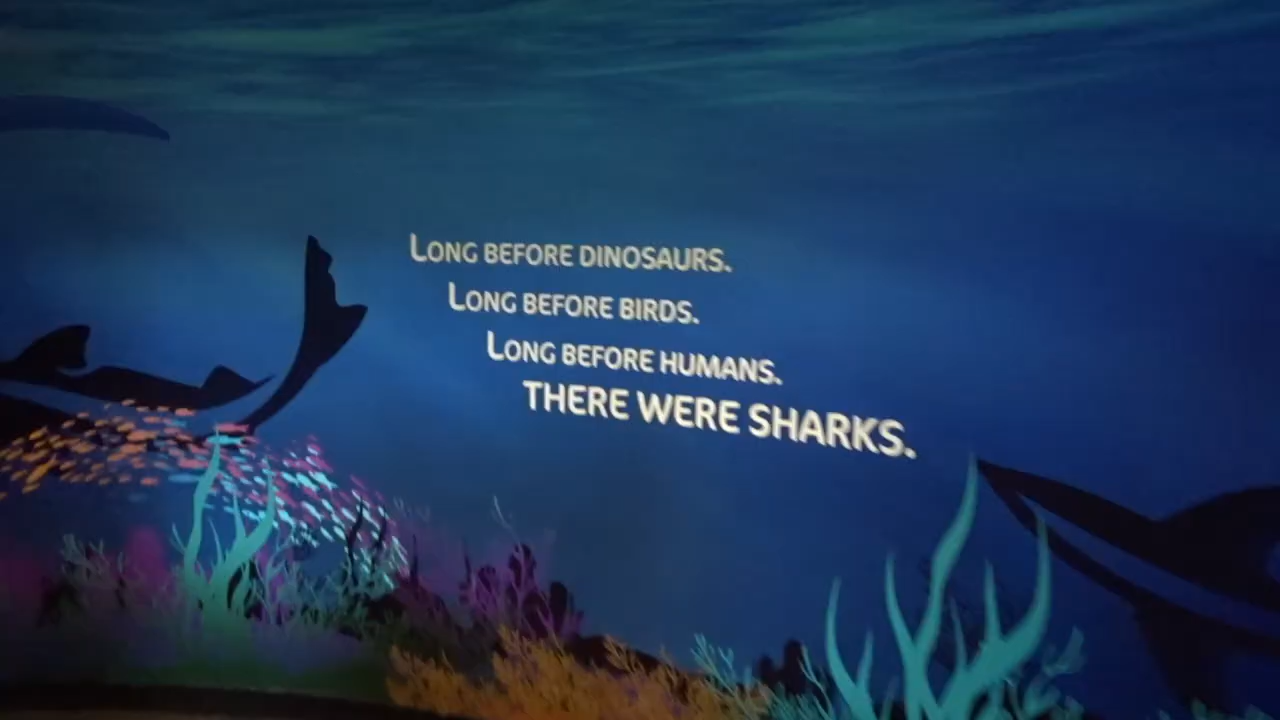 Long before dinosaurs.
Long before birds.
Long before humans.
THERE WERE SHARKS.